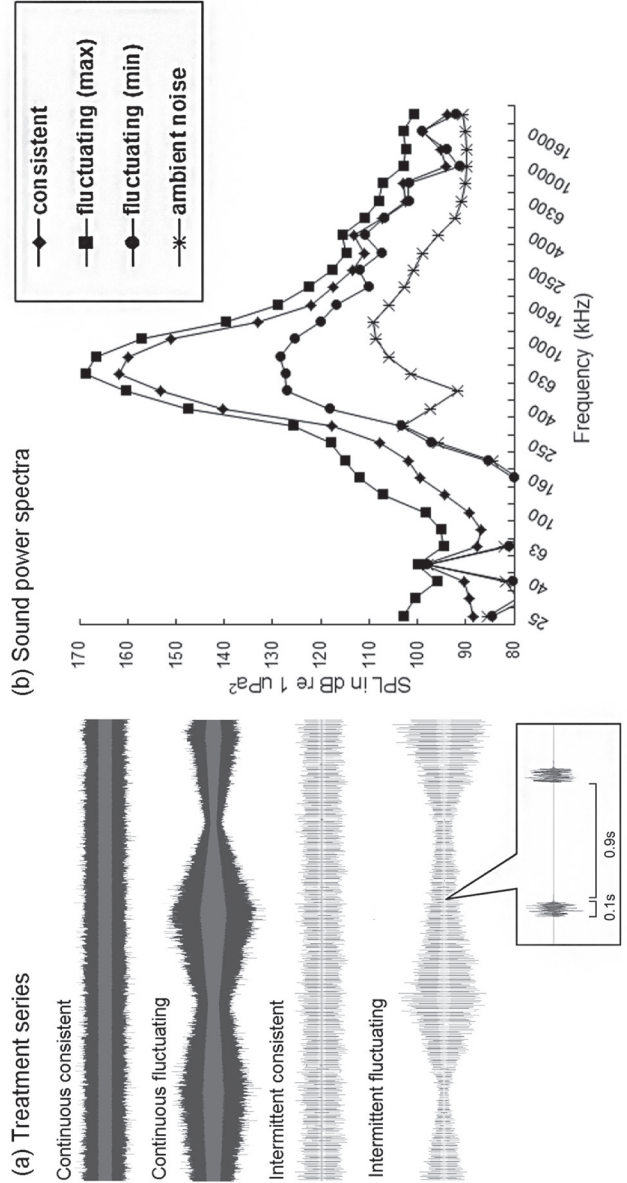 (a) Treatment series
Continuous consistent
Continuous fluctuating
Intermittent consistent
Intermittent fluctuating
0.1s
0.9s
(b) Sound power spectra
consistent
fluctuating (max)
fluctuating (min)
ambient noise
SPL in dB re 1 uPa²
170
160
150
140
130
120
110
100
90
80
25
40
63
100
160
250
400
630
1000
1600
2500
4000
6300
10000
16000
Frequency (kHz)